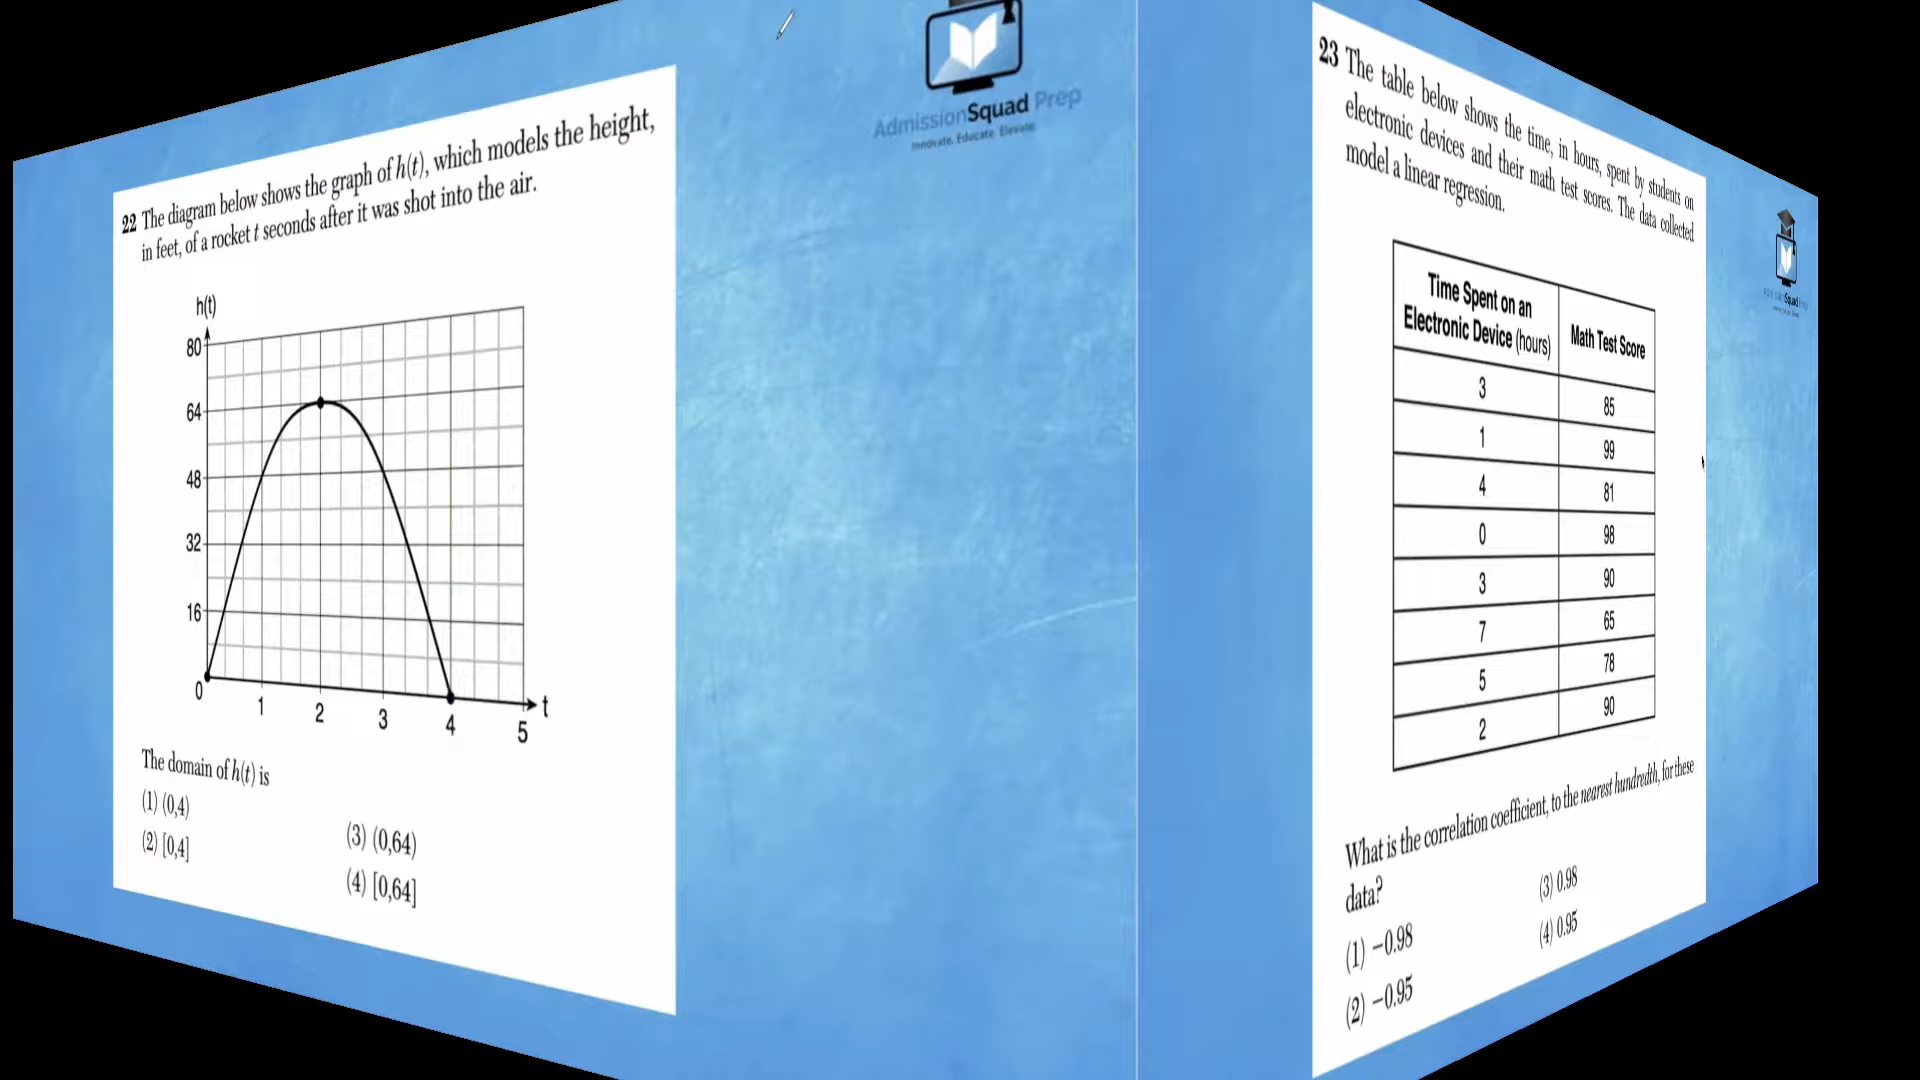 22 The diagram below shows the graph of h(t), which models the height,
in feet, of a rocket t seconds after it was shot into the air.
h(t)
80
64
48
32
16
0
1
2
3
4
5
t
The domain of h(t) is
(1) (0,4)
(2) [0,4]
(3) (0,64)
(4) [0,64]
AdmissionSquad Prep
Innovate. Educate. Elevate.
23 The table below shows the time, in hours, spent by students on
electronic devices and their math test scores. The data collected
model a linear regression.
Time Spent on an
Electronic Device (hours)
Math Test Score
3 85
1 99
4 81
0 98
3 90
7 65
5 78
2 90
What is the correlation coefficient, to the nearest hundredth, for these
data?
(1) −0.98
(2) −0.95
(3) 0.98
(4) 0.95